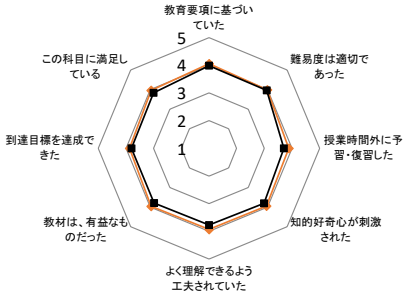 教育要項に基づい
ていた
難易度は適切で
あった
授業時間外に予
習・復習した
知的好奇心が刺激
された
よく理解できるよう
工夫されていた
教材は、有益なも
のだった
到達目標を達成で
きた
この科目に満足し
ている
5
4
3
2
1